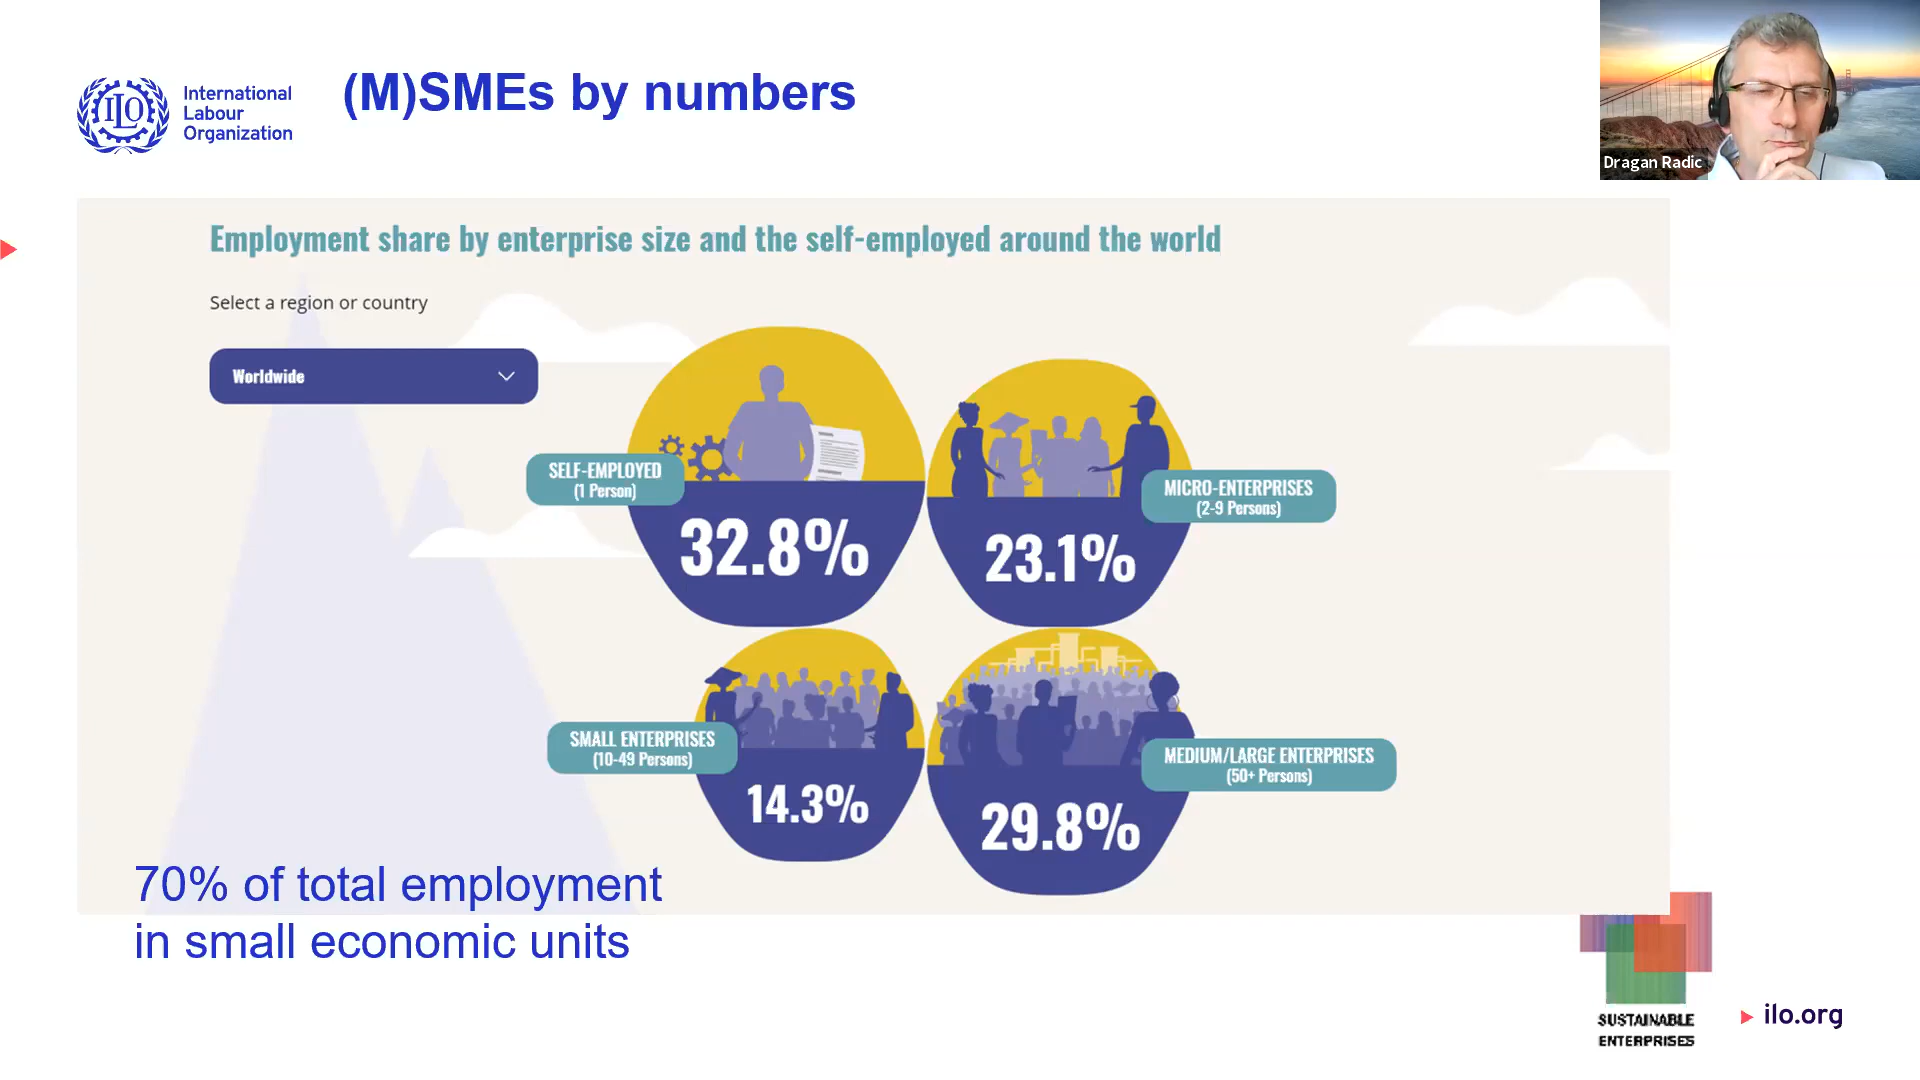 International
Labour
Organization
ILO
(M)SMEs by numbers
Dragan Radic
Employment share by enterprise size and the self-employed around the world
Select a region or country
Worldwide
SELF-EMPLOYED
(1 Person)
32.8%
MICRO-ENTERPRISES
(2-9 Persons)
23.1%
SMALL ENTERPRISES
(10-49 Persons)
14.3%
MEDIUM/LARGE ENTERPRISES
(50+ Persons)
29.8%
70% of total employment
in small economic units
SUSTAINABLE
ENTERPRISES
ilo.org